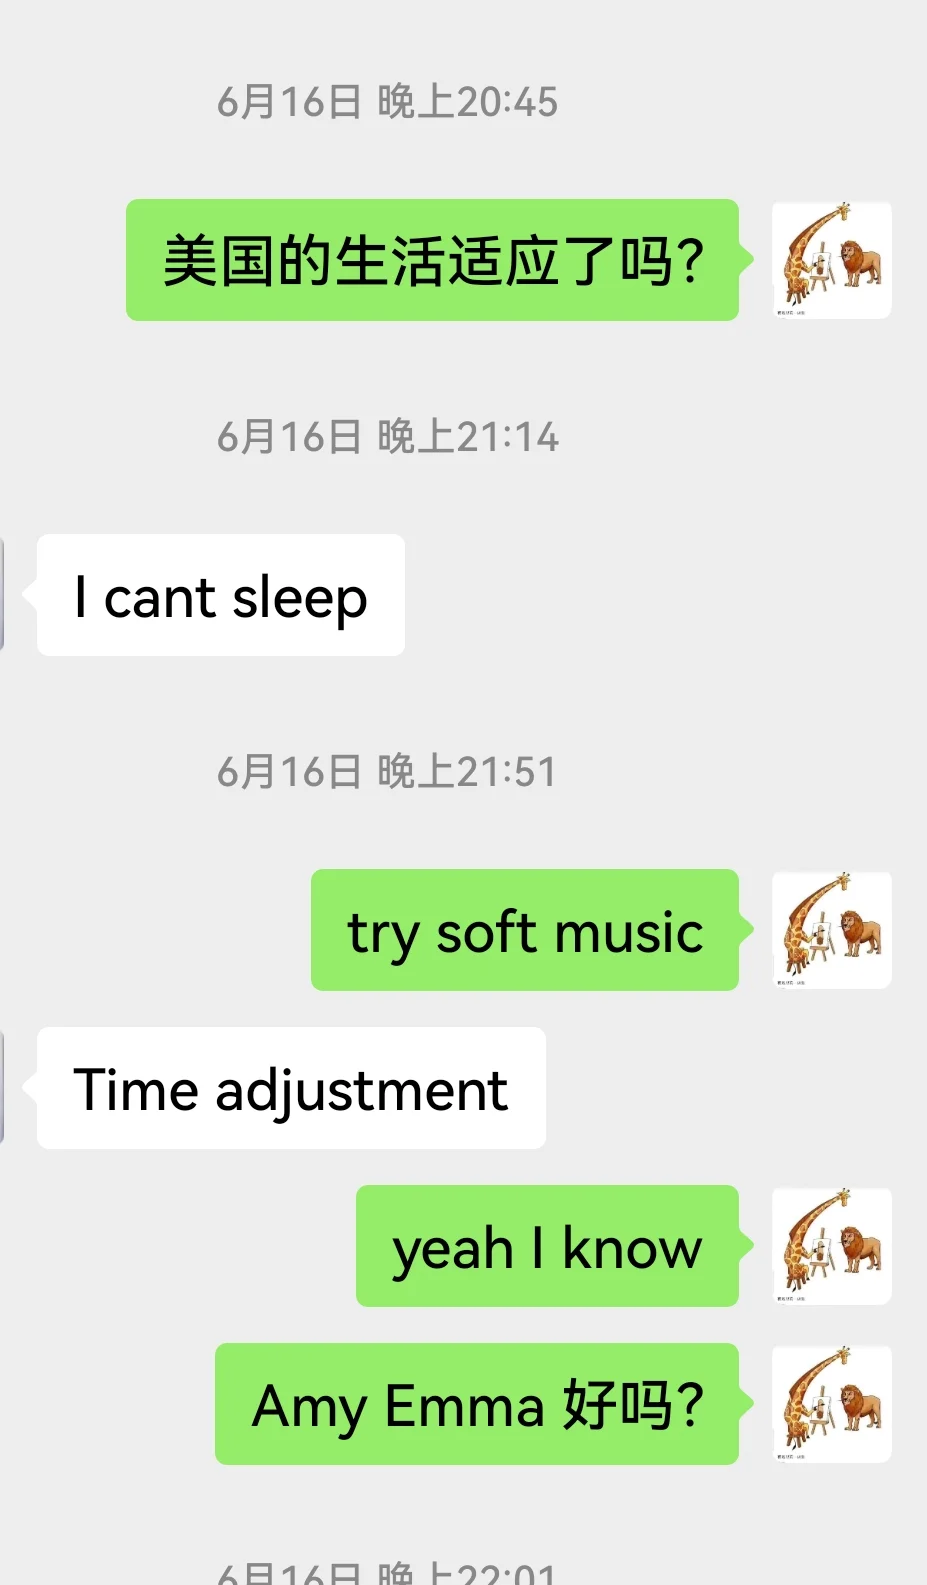 6月16日 晚上20:45
美国的生活适应了吗?
6月16日 晚上21:14
I cant sleep
6月16日 晚上21:51
try soft music
Time adjustment
yeah I know
Amy Emma 好吗?
6月16日 晚上22:01